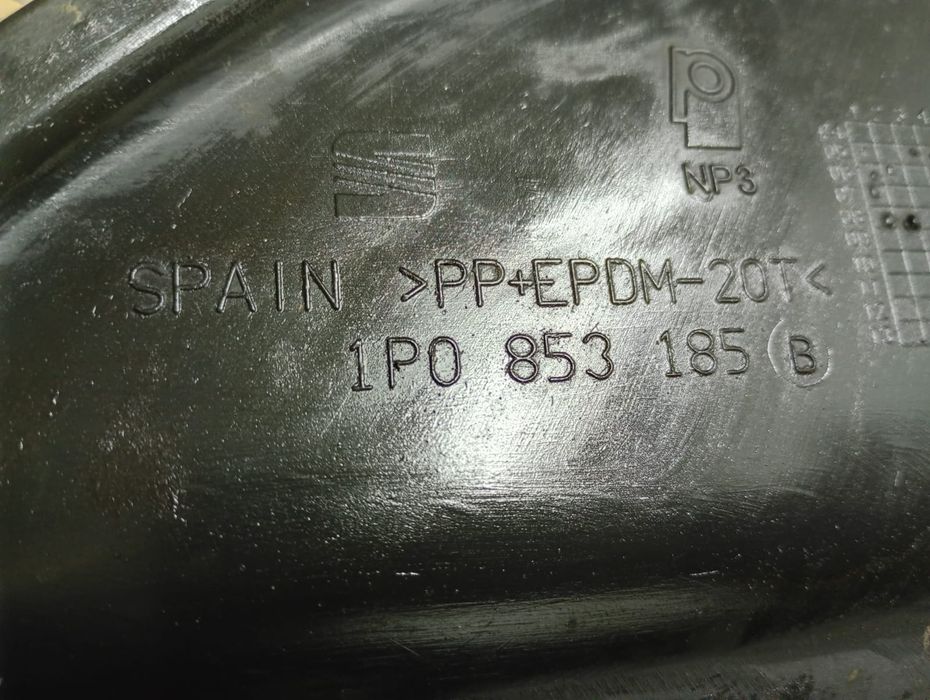 NP3
SPAIN >PP+EPDM-20T<
1P0 853 185 B